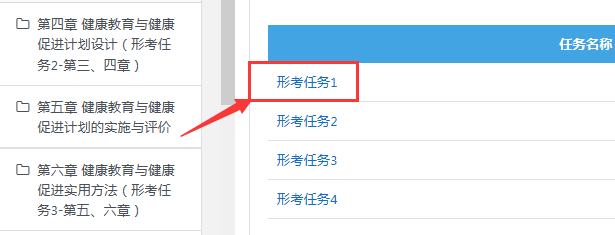 第四章 健康教育与健康
促进计划设计（形考任
务2-第三、四章）
第五章 健康教育与健康
促进计划的实施与评价
第六章 健康教育与健康
促进实用方法（形考任
务3-第五、六章）
任务名称
形考任务1
形考任务2
形考任务3
形考任务4